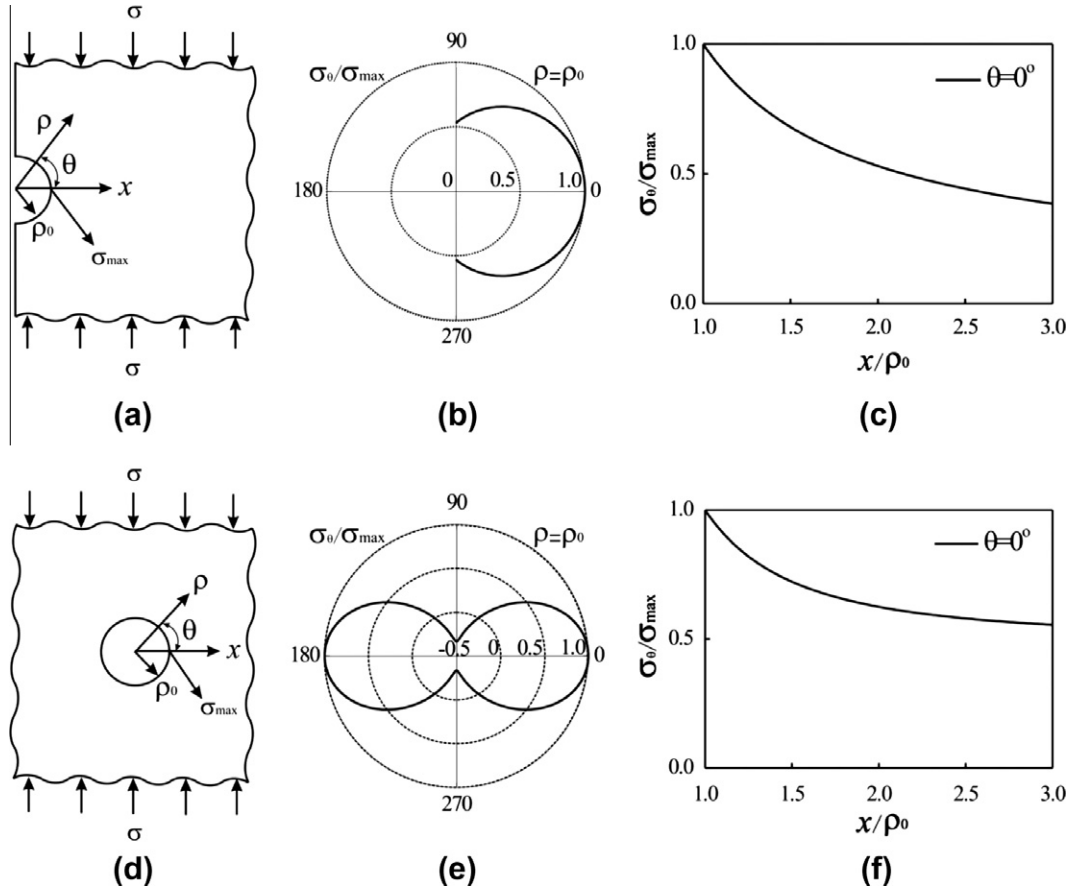 σ
ρ
θ
x
ρ₀
σmax
σ
(a)
90
σθ/σmax
ρ=ρ₀
180
0
0.5
1.0
0
270
(b)
1.0
θ=0°
σθ/σmax
0.5
0.0
1.0
1.5
2.0
2.5
3.0
x/ρ₀
(c)
σ
ρ
θ
x
ρ₀
σmax
σ
(d)
90
σθ/σmax
ρ=ρ₀
180
-0.5
0
0.5
1.0
0
270
(e)
1.0
θ=0°
σθ/σmax
0.5
0.0
1.0
1.5
2.0
2.5
3.0
x/ρ₀
(f)